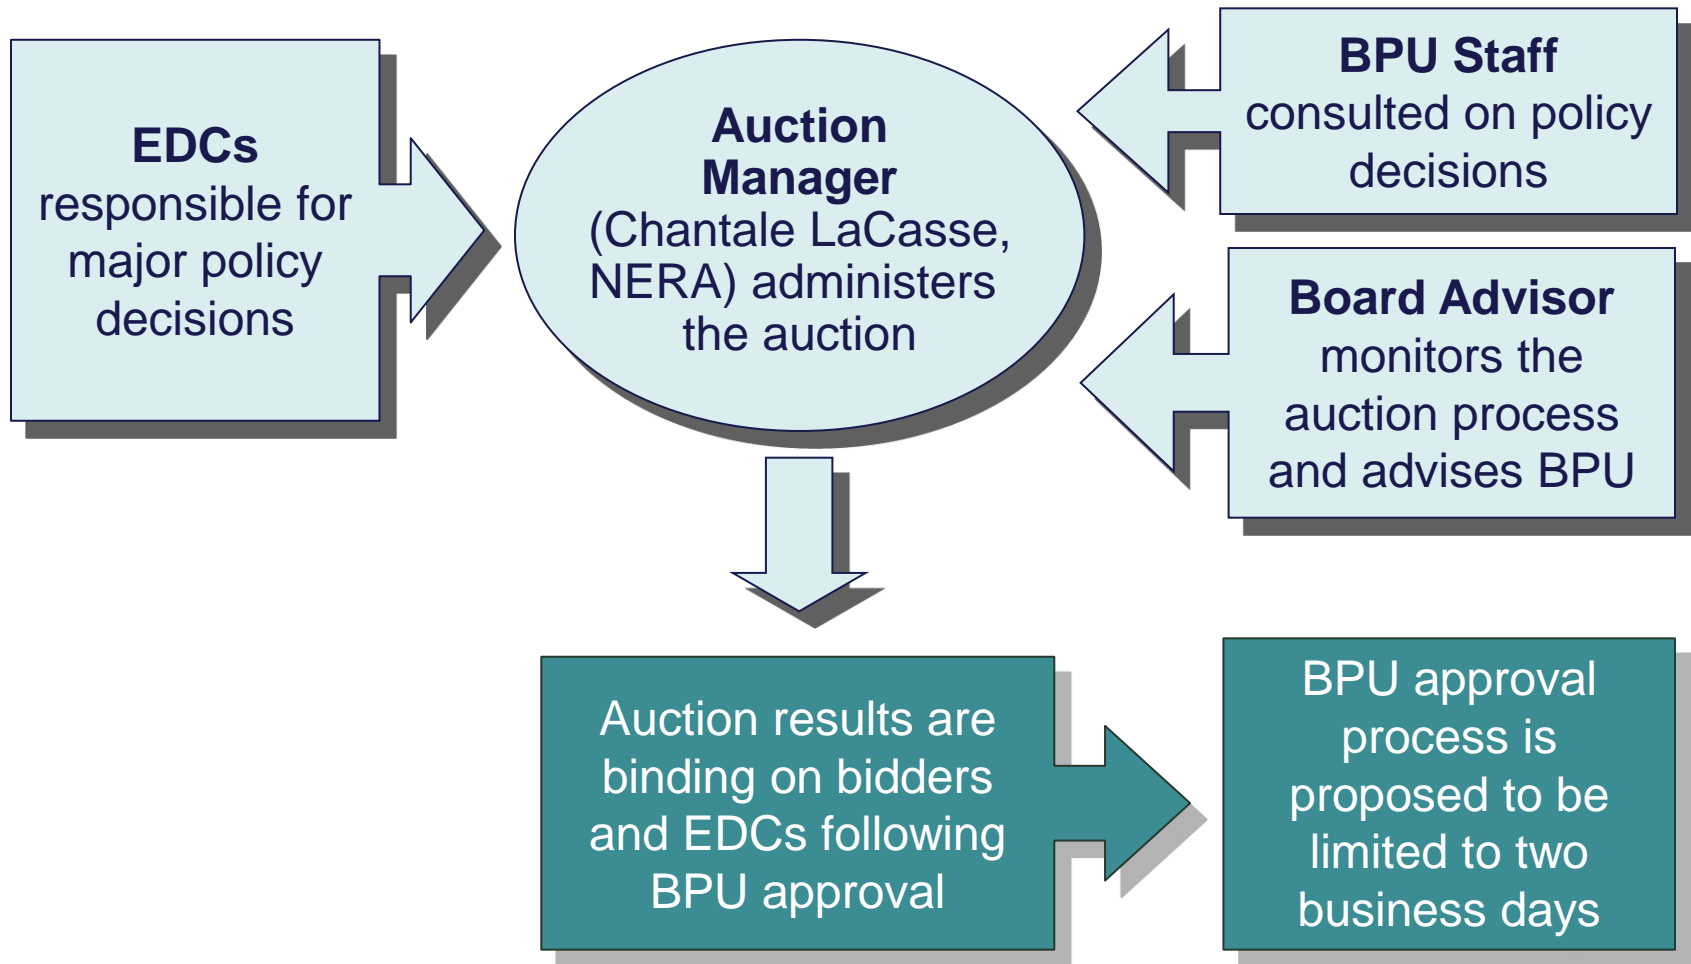 EDCs
responsible for
major policy
decisions
Auction
Manager
(Chantale LaCasse,
NERA) administers
the auction
BPU Staff
consulted on policy
decisions
Board Advisor
monitors the
auction process
and advises BPU
Auction results are
binding on bidders
and EDCs following
BPU approval
BPU approval
process is
proposed to be
limited to two
business days